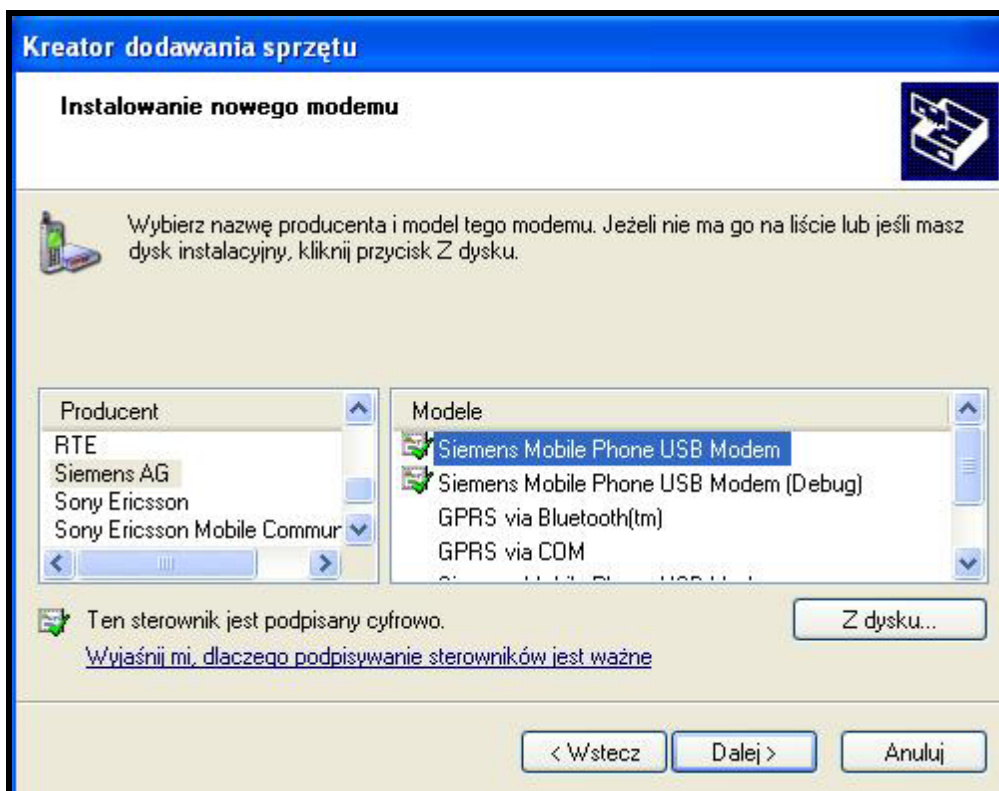 Kreator dodawania sprzętu
Instalowanie nowego modemu
Wybierz nazwę producenta i model tego modemu. Jeżeli nie ma go na liście lub jeśli masz
dysk instalacyjny, kliknij przycisk Z dysku.
Producent
RTE
Siemens AG
Sony Ericsson
Sony Ericsson Mobile Commur
Modele
Siemens Mobile Phone USB Modem
Siemens Mobile Phone USB Modem (Debug)
GPRS via Bluetooth(tm)
GPRS via COM
Ten sterownik jest podpisany cyfrowo.
Z dysku...
Wyjaśnij mi, dlaczego podpisywanie sterowników jest ważne
< Wstecz
Dalej >
Anuluj